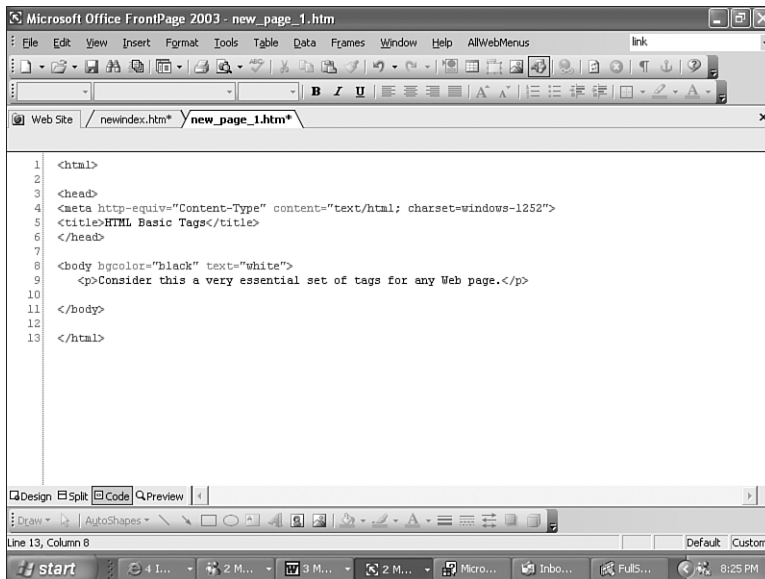 Microsoft Office FrontPage 2003 - new_page_1.htm
File Edit View Insert Format Tools Table Data Frames Window Help AllWebMenus link
B I U
Web Site newindex.htm* new_page_1.htm*
1 <html>
2
3 <head>
4 <meta http-equiv="Content-Type" content="text/html; charset=windows-1252">
5 <title>HTML Basic Tags</title>
6 </head>
7
8 <body bgcolor="black" text="white">
9 <p>Consider this a very essential set of tags for any Web page.</p>
10
11 </body>
12
13 </html>
Design Split Code Preview
Draw AutoShapes
Line 13, Column 8 Default Custom
start 4 I... 2 M... 3 M... 2 M... Micro... Inbo... FullS... 8:25 PM